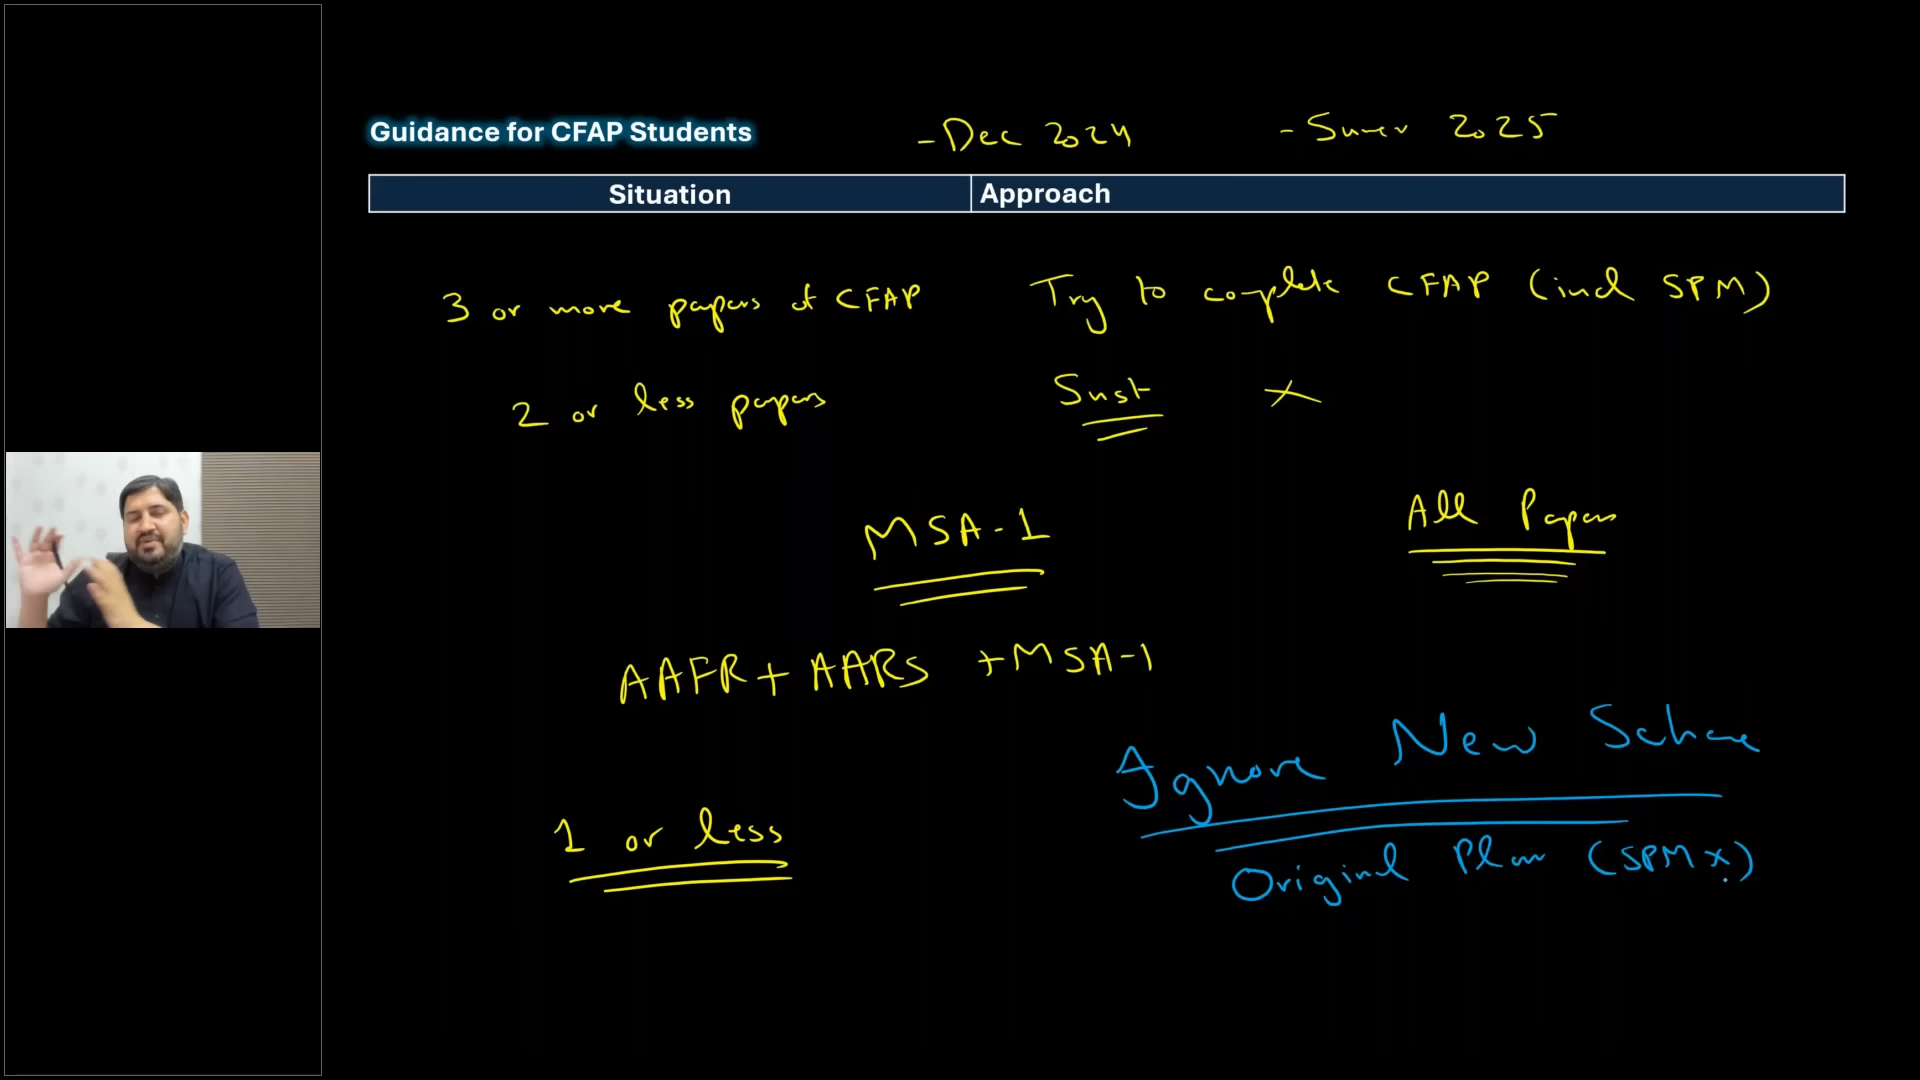 Guidance for CFAP Students - Dec 2024 - Summer 2025
Situation Approach
3 or more papers of CFAP Try to complete CFAP (incl SPM)
2 or less papers Sust ×
MSA-1 All Papers
AAFR + AARS + MSA-1
Ignore New Scheme
1 or less
Original Plan (SPM x)